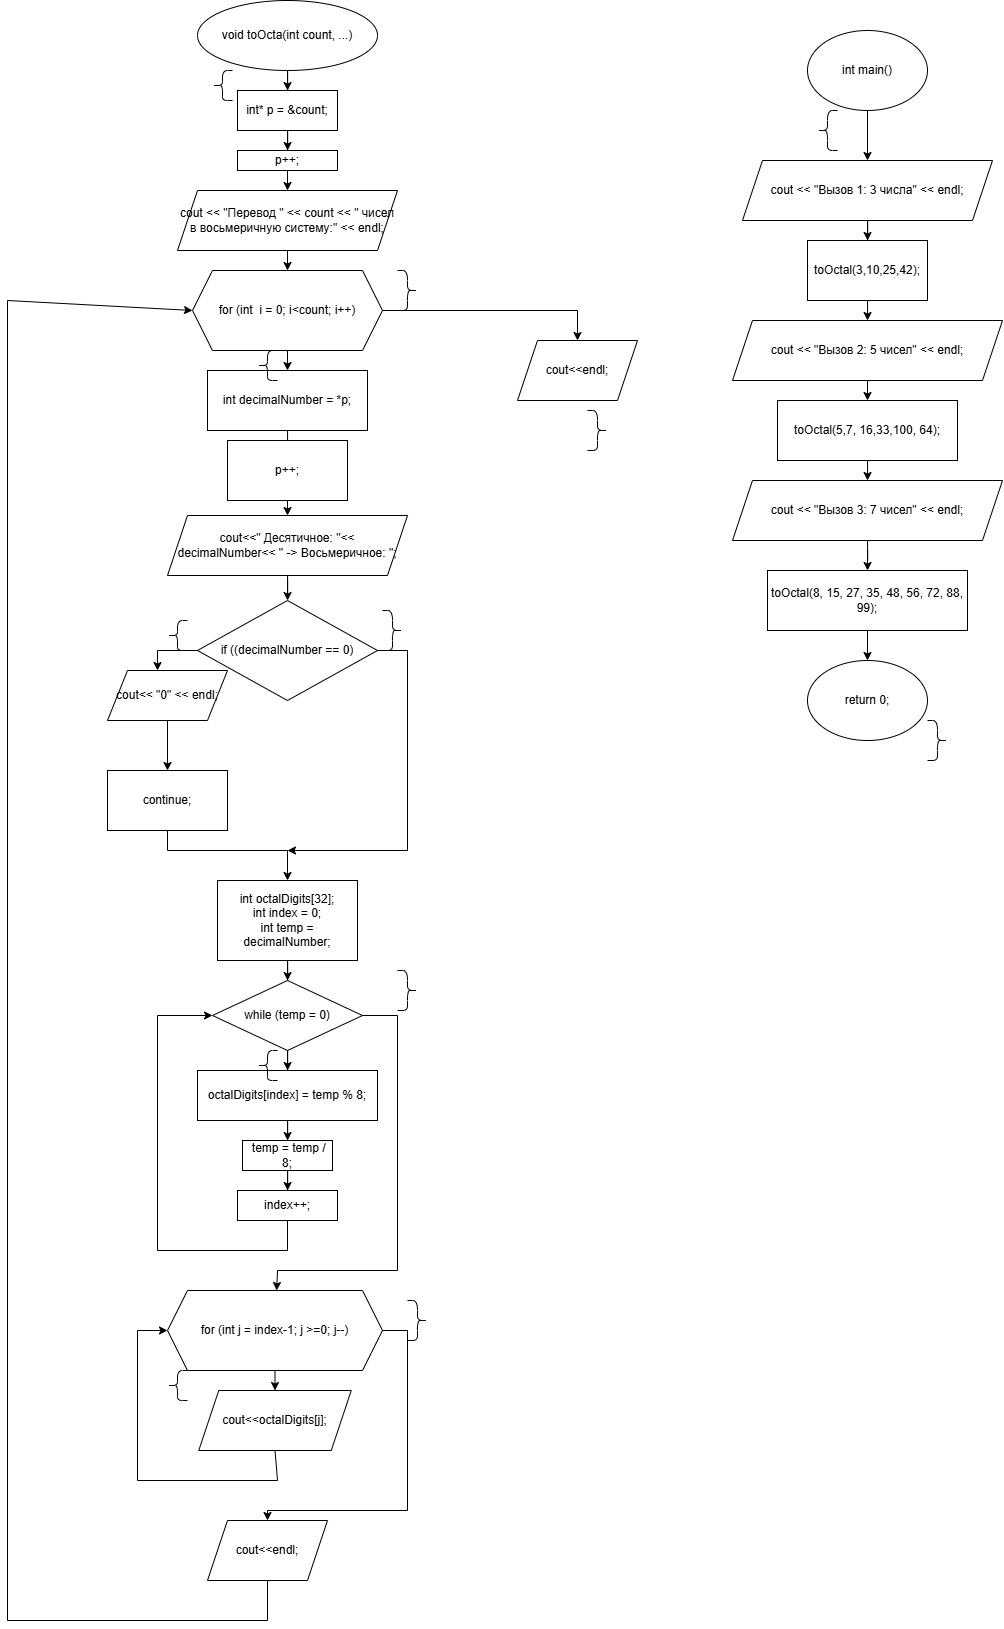 void toOcta(int count, ...)
int* p = &count;
p++;
cout << "Перевод " << count << " чисел
в восьмеричную систему:" << endl;
for (int  i = 0; i<count; i++)
cout<<endl;
int decimalNumber = *p;
p++;
cout<<" Десятичное: "<<
decimalNumber<< " -> Восьмеричное: ";
if ((decimalNumber == 0)
cout<< "0" << endl;
continue;
int octalDigits[32];
int index = 0;
int temp =
decimalNumber;
while (temp = 0)
octalDigits[index] = temp % 8;
temp = temp /
8;
index++;
for (int j = index-1; j >=0; j--)
cout<<octalDigits[j];
cout<<endl;
int main()
cout << "Вызов 1: 3 числа" << endl;
toOctal(3,10,25,42);
cout << "Вызов 2: 5 чисел" << endl;
toOctal(5,7, 16,33,100, 64);
cout << "Вызов 3: 7 чисел" << endl;
toOctal(8, 15, 27, 35, 48, 56, 72, 88,
99);
return 0;